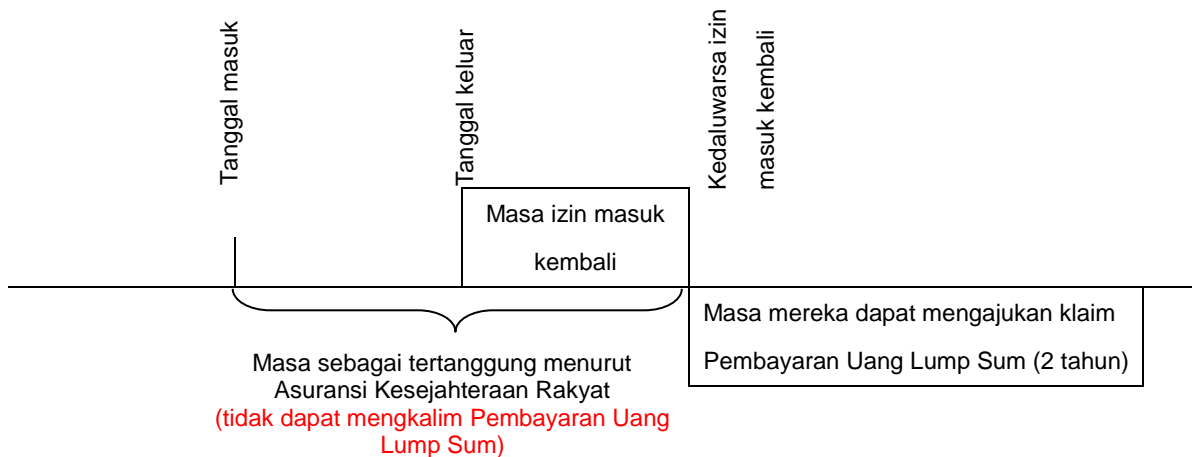 Tanggal masuk
Tanggal keluar
Kedaluwarsa izin
masuk kembali
Masa izin masuk
kembali
Masa mereka dapat mengajukan klaim
Pembayaran Uang Lump Sum (2 tahun)
Masa sebagai tertanggung menurut
Asuransi Kesejahteraan Rakyat
(tidak dapat mengkalim Pembayaran Uang
Lump Sum)